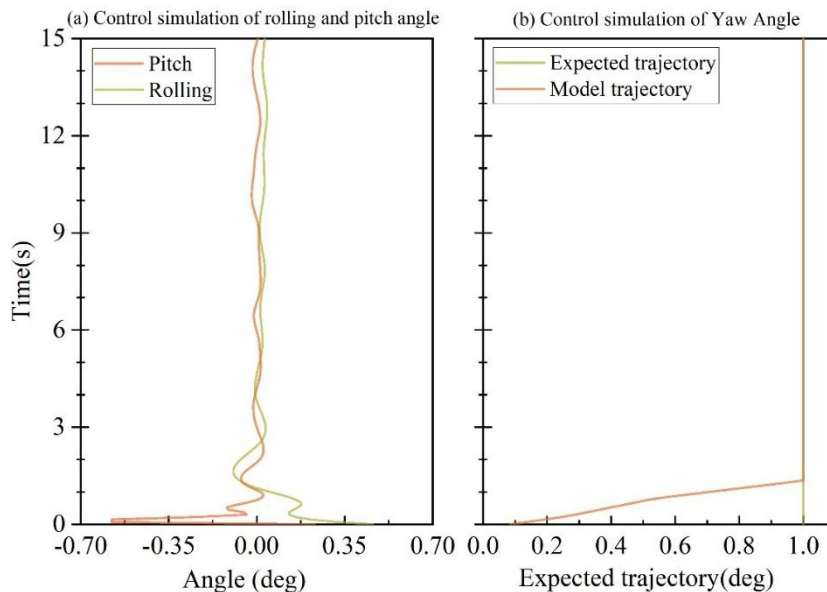 (a) Control simulation of rolling and pitch angle
(b) Control simulation of Yaw Angle
15
12
9
6
3
0
Time(s)
Pitch
Rolling
-0.70
-0.35
0.00
0.35
0.70
Angle (deg)
Expected trajectory
Model trajectory
0.0
0.2
0.4
0.6
0.8
1.0
Expected trajectory(deg)